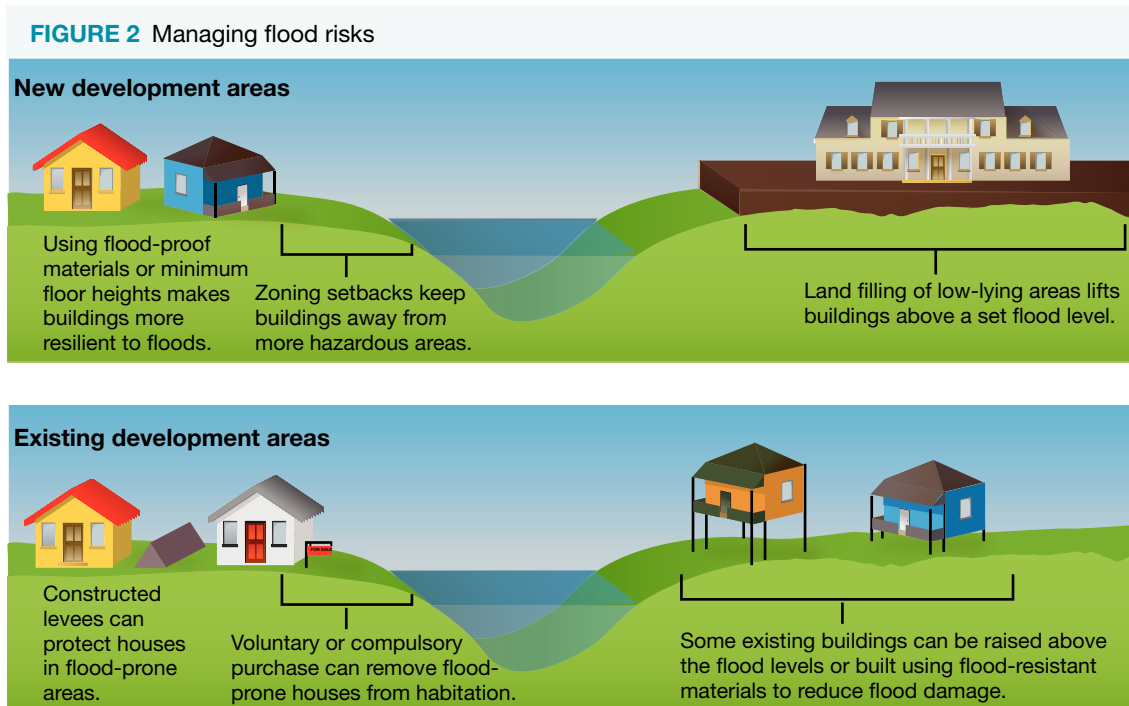 FIGURE 2 Managing flood risks
New development areas
Using flood-proof
materials or minimum
floor heights makes
buildings more
resilient to floods.
Zoning setbacks keep
buildings away from
more hazardous areas.
Land filling of low-lying areas lifts
buildings above a set flood level.
Existing development areas
FOR SALE
Constructed
levees can
protect houses
in flood-prone
areas.
Voluntary or compulsory
purchase can remove flood-
prone houses from habitation.
Some existing buildings can be raised above
the flood levels or built using flood-resistant
materials to reduce flood damage.